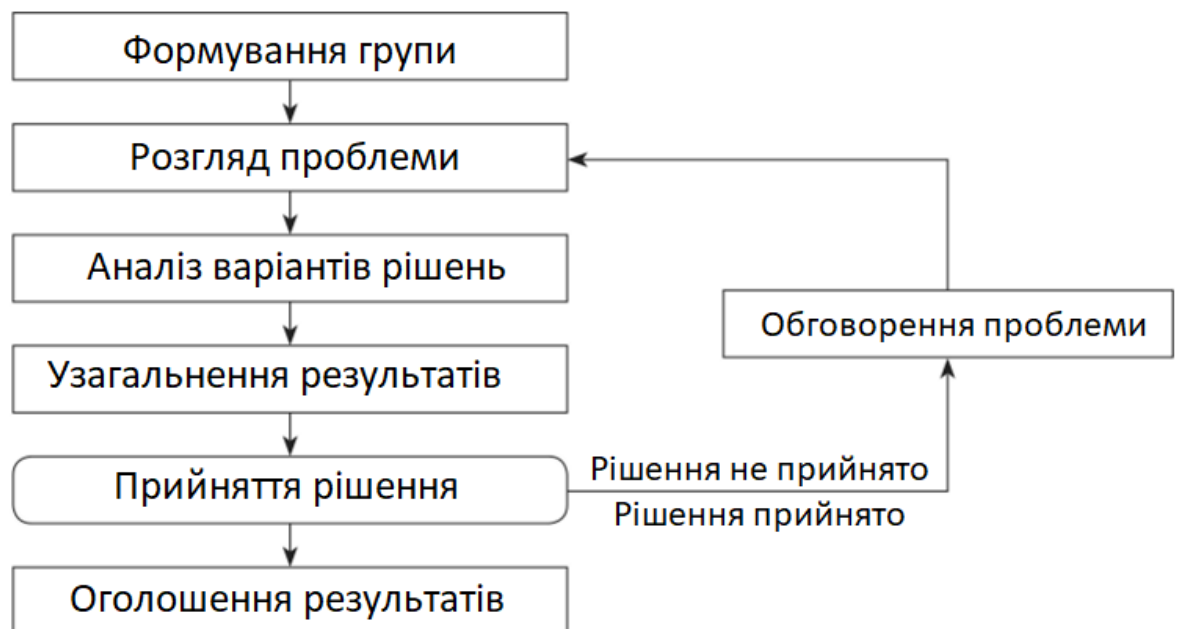 Формування групи
Розгляд проблеми
Аналіз варіантів рішень
Обговорення проблеми
Узагальнення результатів
Прийняття рішення
Рішення не прийнято
Рішення прийнято
Оголошення результатів